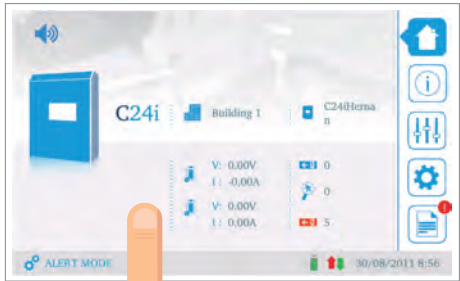 C24i
Building 1
C24iHerna
n
V: 0.00V
I: -0.00A
0
0
V: 0.00V
I: 0.00A
5
ALERT MODE
30/08/2011 8:56